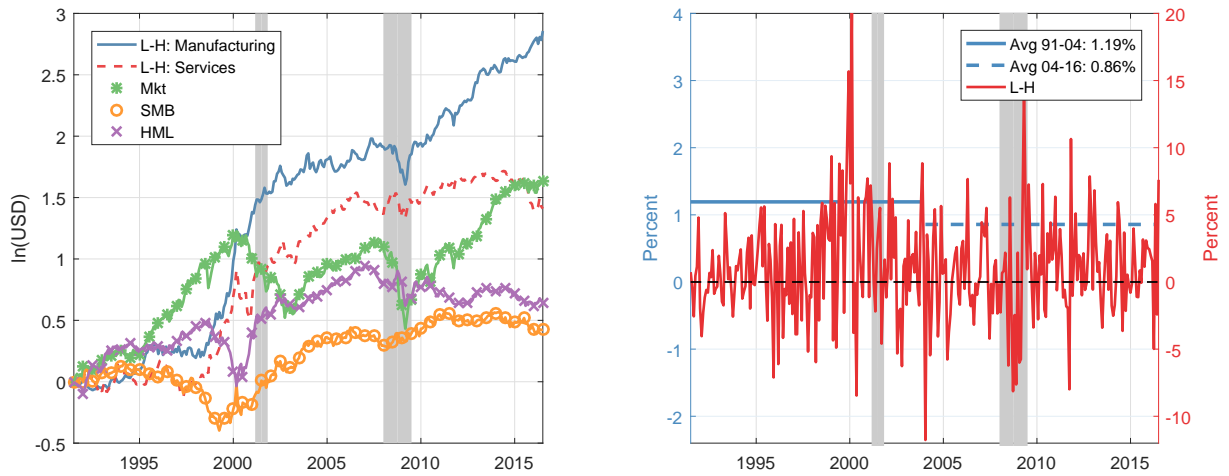 3
2.5
2
1.5
1
0.5
0
-0.5
ln(USD)
L-H: Manufacturing
L-H: Services
Mkt
SMB
HML
1995 2000 2005 2010 2015
4
3
2
1
0
-1
-2
Percent
Avg 91-04: 1.19%
Avg 04-16: 0.86%
L-H
20
15
10
5
0
-5
-10
Percent
1995 2000 2005 2010 2015